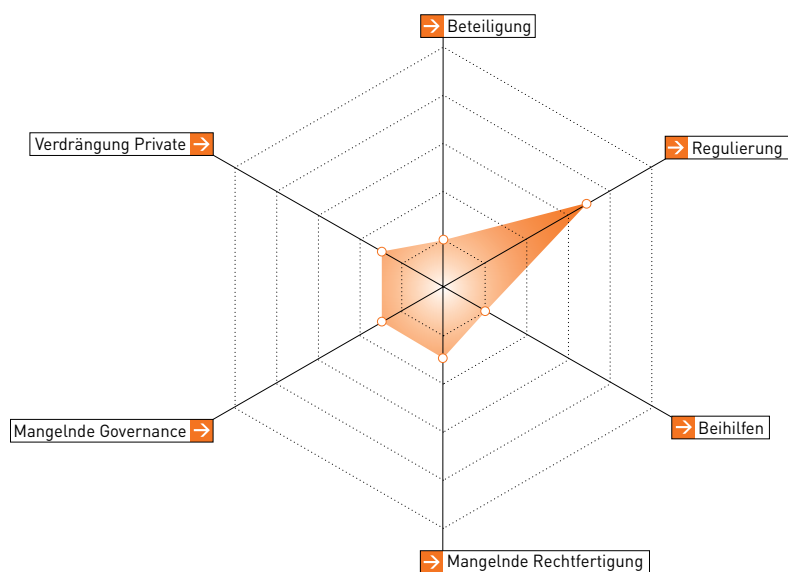 Beteiligung
Verdrängung Private
Regulierung
Mangelnde Governance
Beihilfen
Mangelnde Rechtfertigung